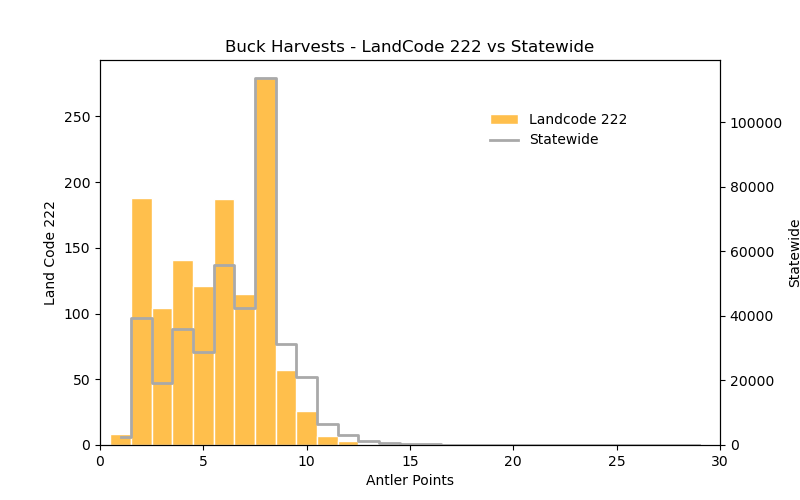 Buck Harvests - LandCode 222 vs Statewide
Landcode 222
Statewide
Land Code 222
250
200
150
100
50
0
100000
80000
60000
40000
20000
0
Statewide
0 5 10 15 20 25 30
Antler Points